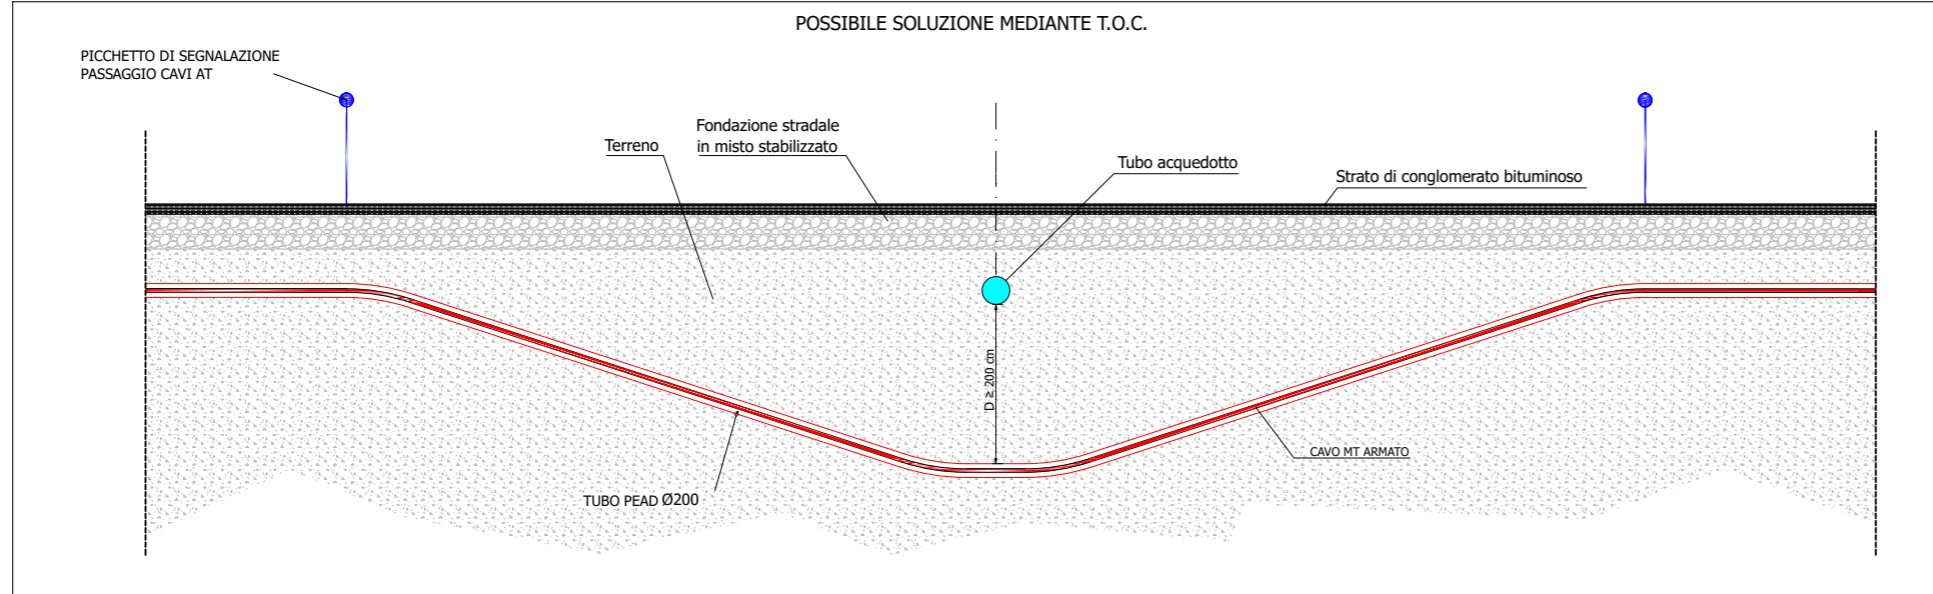 POSSIBILE SOLUZIONE MEDIANTE T.O.C.
PICCHETTO DI SEGNALAZIONE
PASSAGGIO CAVI AT
Terreno
Fondazione stradale
in misto stabilizzato
Tubo acquedotto
Strato di conglomerato bituminoso
D ≥ 200 cm
CAVO MT ARMATO
TUBO PEAD Ø200